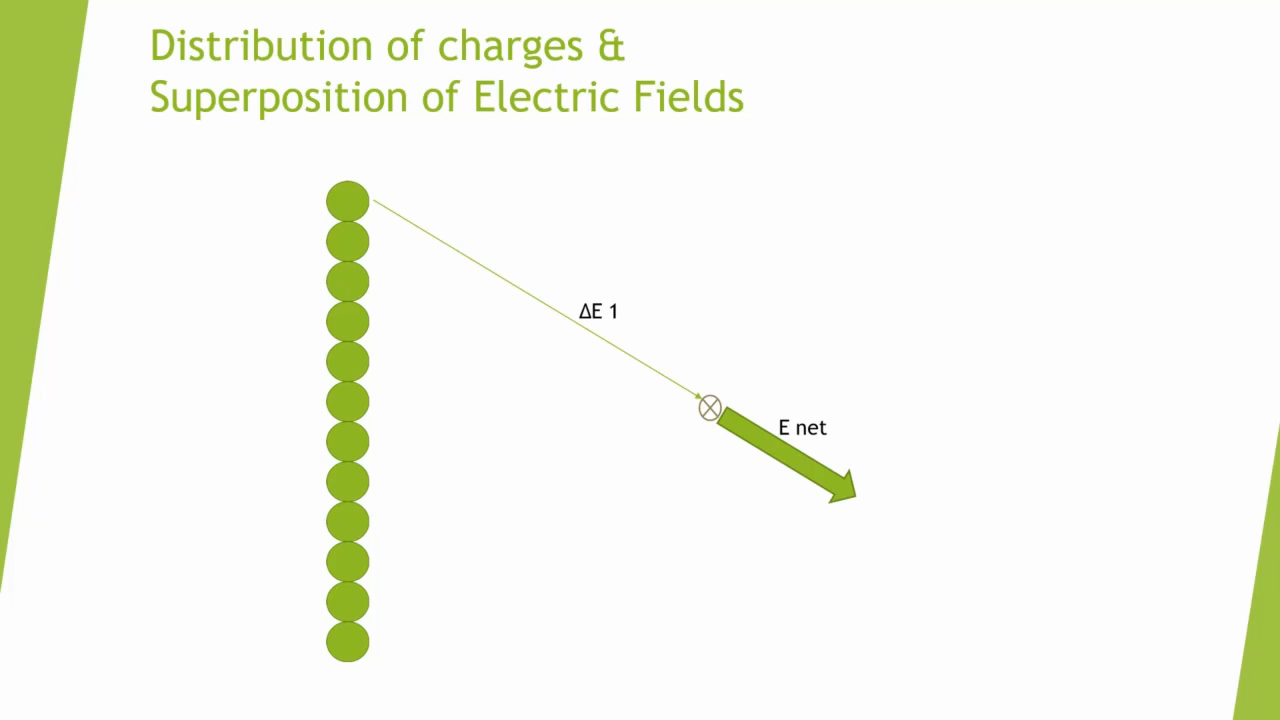 Distribution of charges &
Superposition of Electric Fields
ΔE 1
E net